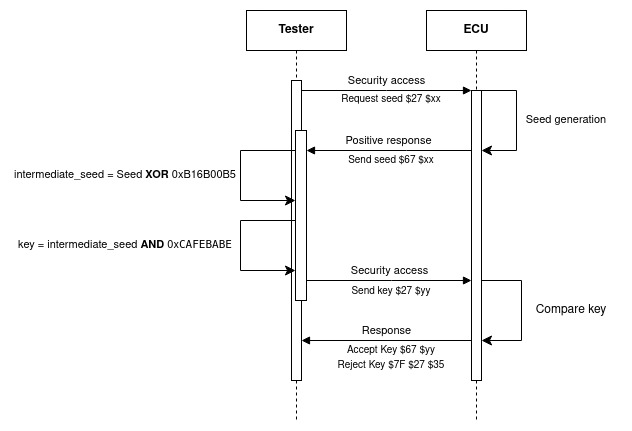 Tester
ECU
Security access
Request seed $27 $xx
Seed generation
Positive response
Send seed $67 $xx
intermediate_seed = Seed XOR 0xB16B00B5
key = intermediate_seed AND 0xCAFEBABE
Security access
Send key $27 $yy
Compare key
Response
Accept Key $67 $yy
Reject Key $7F $27 $35